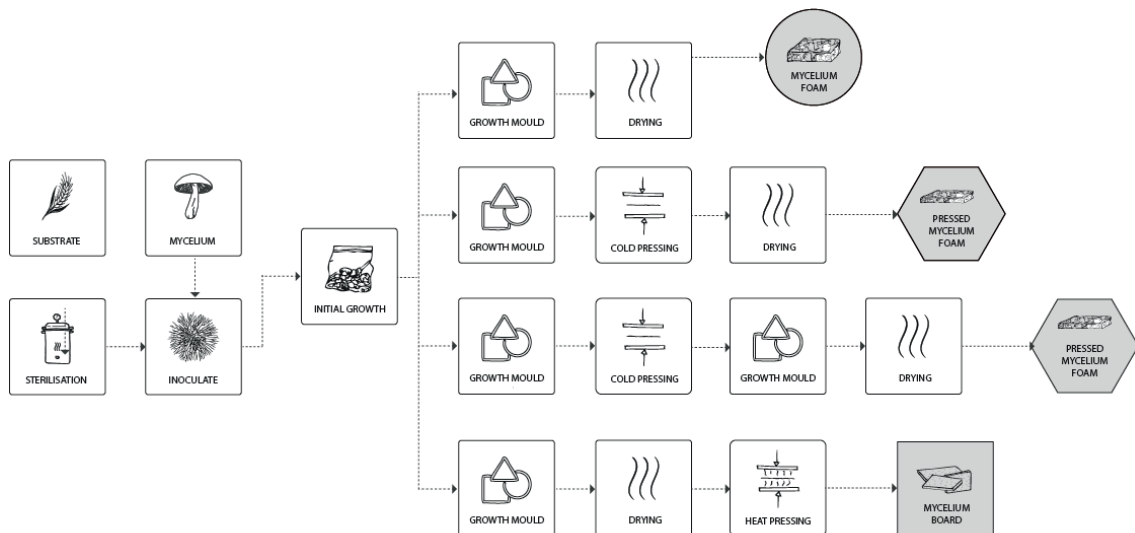 GROWTH MOULD
DRYING
MYCELIUM
FOAM
SUBSTRATE
MYCELIUM
GROWTH MOULD
COLD PRESSING
DRYING
PRESSED
MYCELIUM
FOAM
INITIAL GROWTH
STERILISATION
INOCULATE
GROWTH MOULD
COLD PRESSING
GROWTH MOULD
DRYING
PRESSED
MYCELIUM
FOAM
GROWTH MOULD
DRYING
HEAT PRESSING
MYCELIUM
BOARD